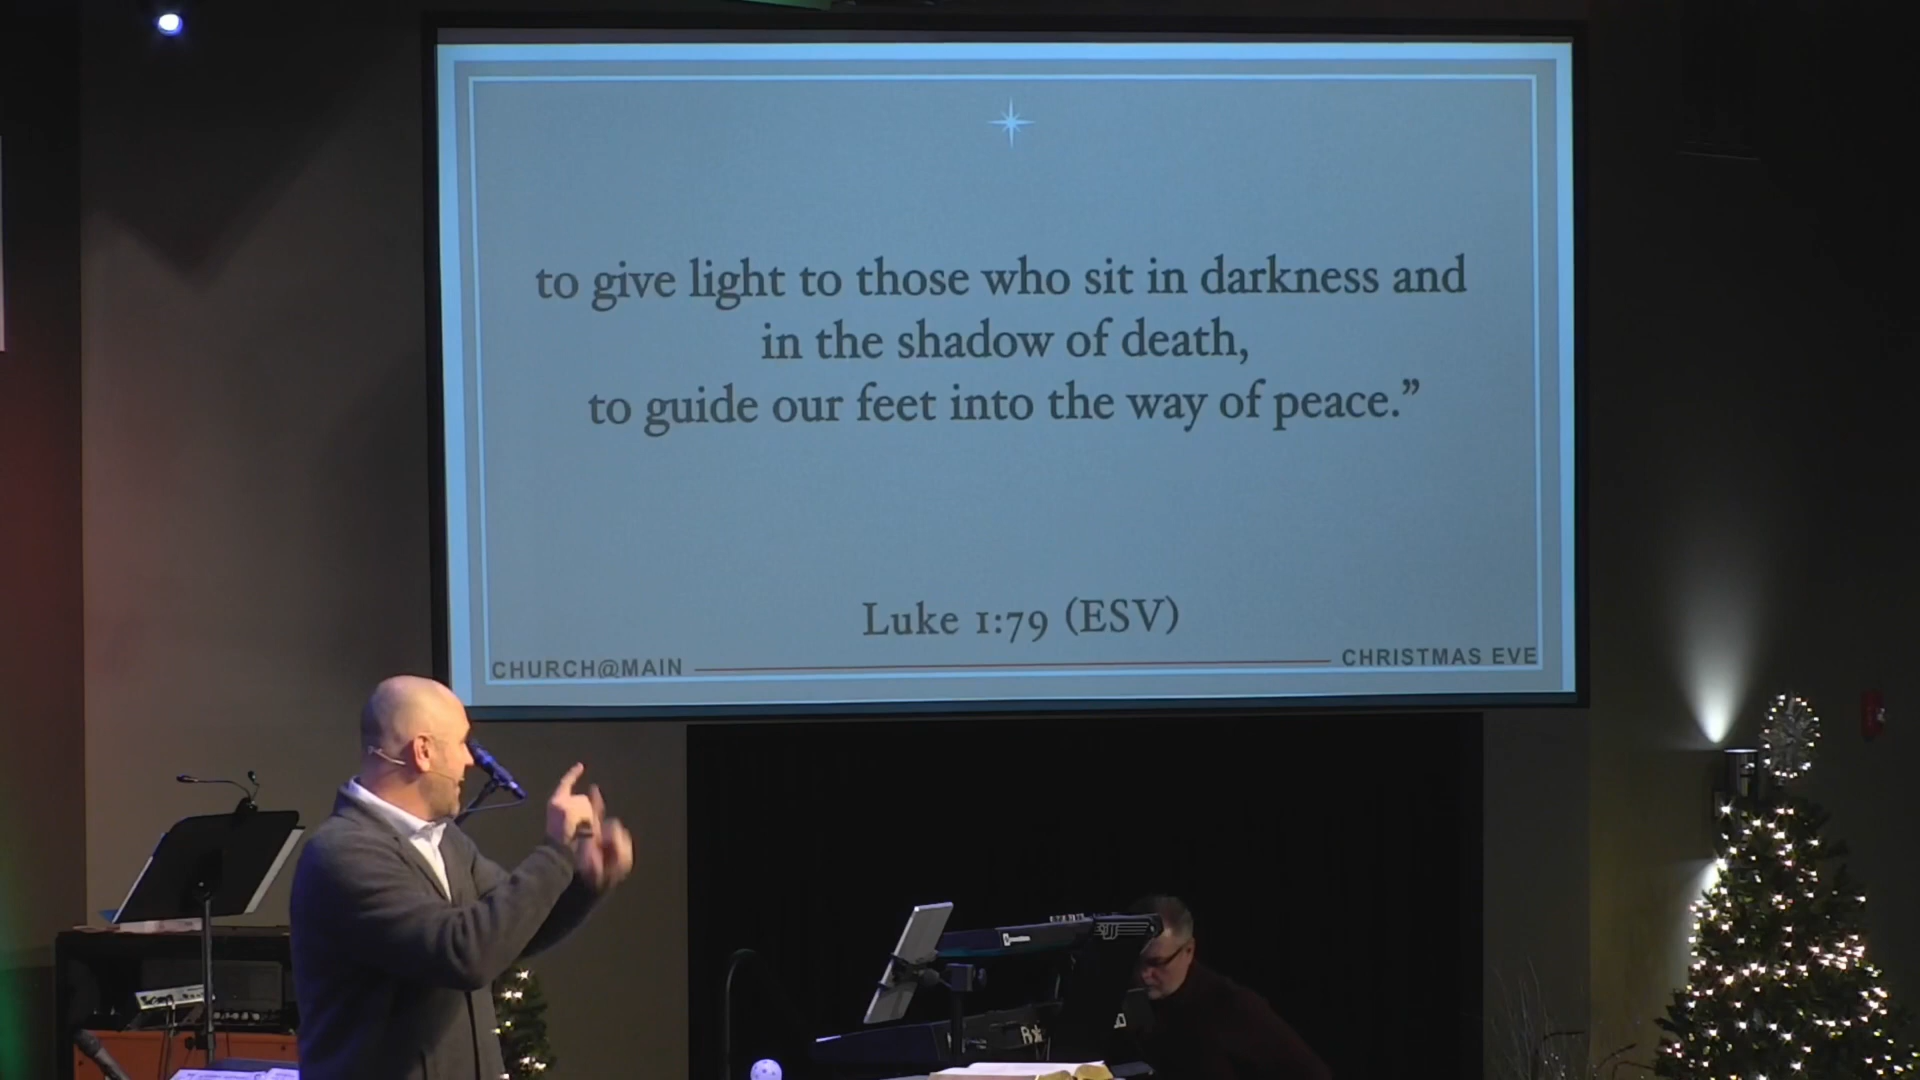 to give light to those who sit in darkness and
in the shadow of death,
to guide our feet into the way of peace.”
Luke 1:79 (ESV)
CHURCH@MAIN
CHRISTMAS EVE